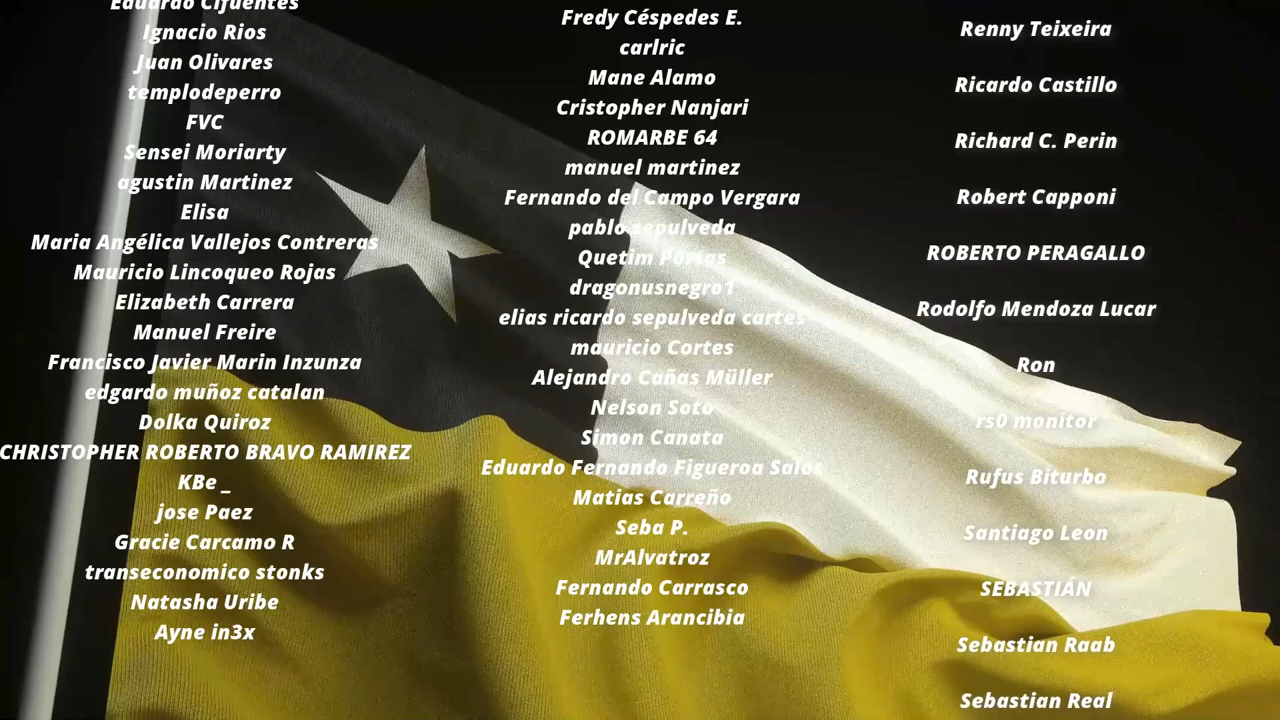 Eduardo Cifuentes
Ignacio Rios
Juan Olivares
templodeperro
FVC
Sensei Moriarty
agustin Martinez
Elisa
Maria Angélica Vallejos Contreras
Mauricio Lincoqueo Rojas
Elizabeth Carrera
Manuel Freire
Francisco Javier Marin Inzunza
edgardo muñoz catalan
Dolka Quiroz
CHRISTOPHER ROBERTO BRAVO RAMIREZ
KBe _
jose Paez
Gracie Carcamo R
transeconomico stonks
Natasha Uribe
Ayne in3x
Fredy Céspedes E.
carlric
Mane Alamo
Cristopher Nanjari
ROMARBE 64
manuel martinez
Fernando del Campo Vergara
pablo sepulveda
Quetim Portas
dragonusnegro1
elias ricardo sepulveda cartes
mauricio Cortes
Alejandro Cañas Müller
Nelson Soto
Simon Canata
Eduardo Fernando Figueroa Salas
Matias Carreño
Seba P.
MrAlvatroz
Fernando Carrasco
Ferhens Arancibia
Renny Teixeira
Ricardo Castillo
Richard C. Perin
Robert Capponi
ROBERTO PERAGALLO
Rodolfo Mendoza Lucar
Ron
rs0 monitor
Rufus Biturbo
Santiago Leon
SEBASTIÁN
Sebastian Raab
Sebastian Real